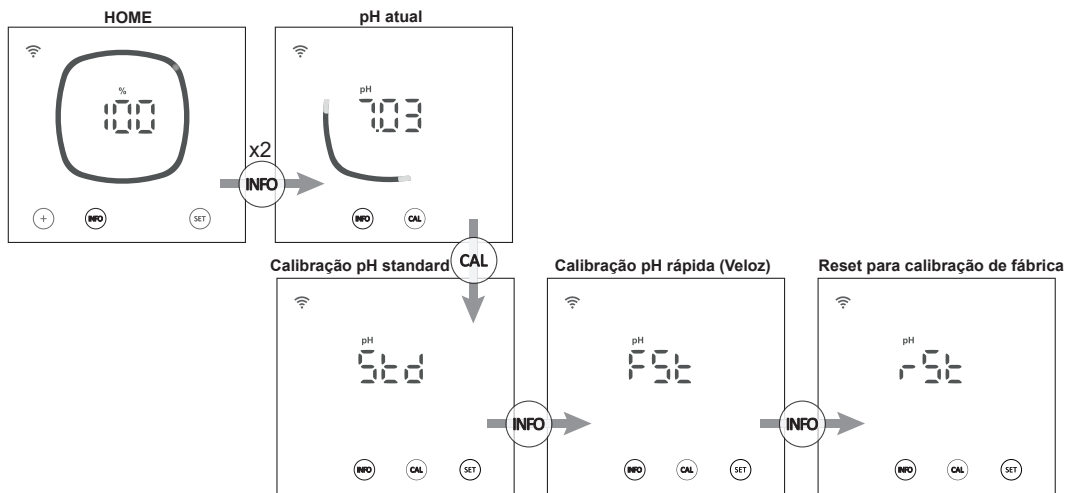 HOME
pH atual
%
100
pH
7.03
x2
INFO
+
INFO
SET
INFO
CAL
CAL
Calibração pH standard
Calibração pH rápida (Veloz)
Reset para calibração de fábrica
pH
Std
pH
FSt
pH
rSt
INFO
INFO
INFO
CAL
SET
INFO
CAL
SET
INFO
CAL
SET